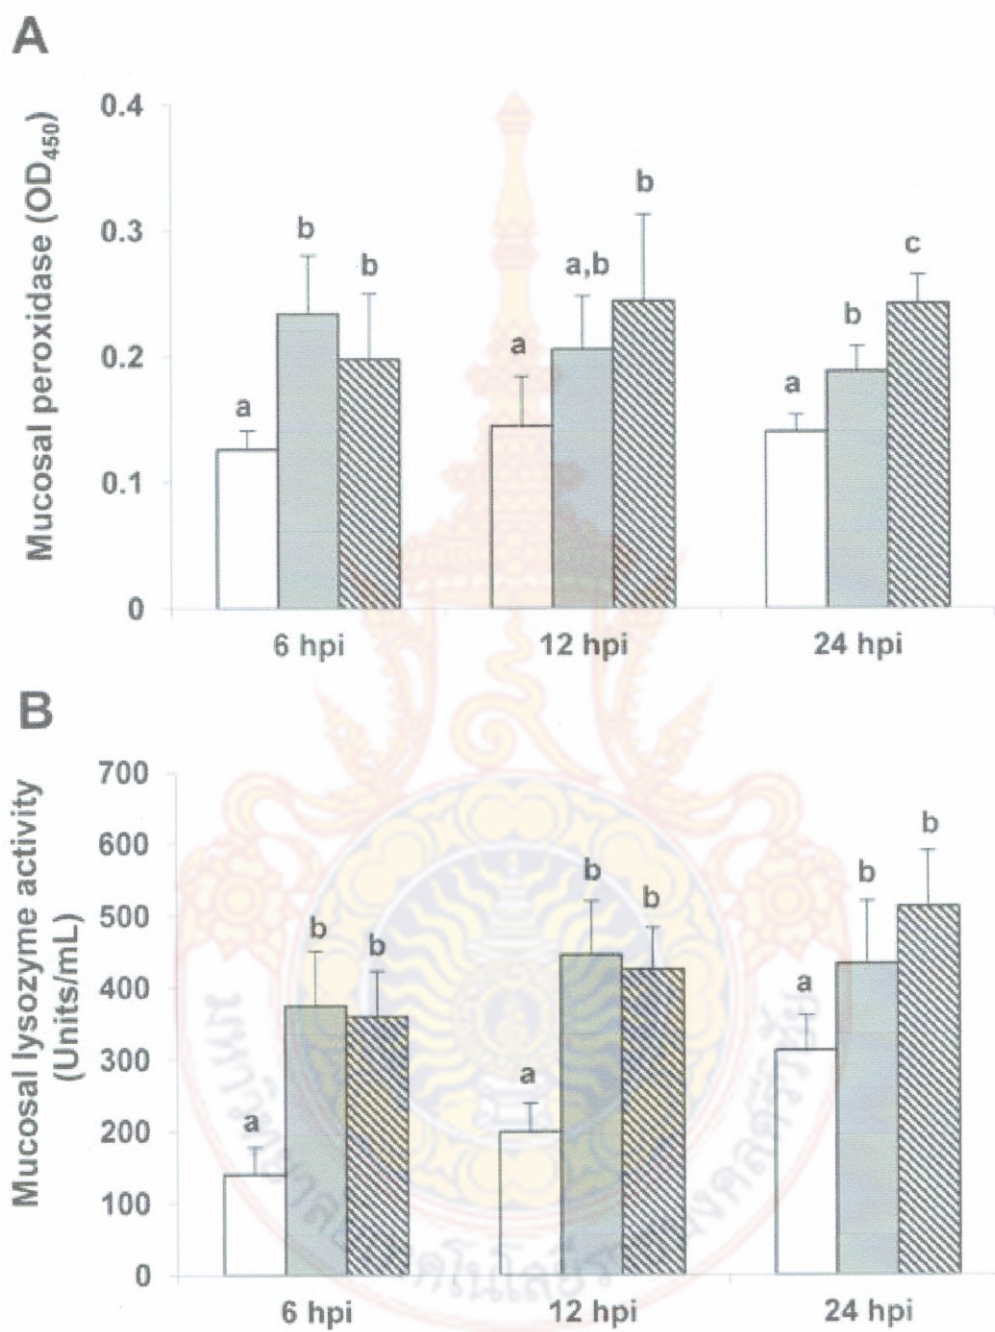 A
Mucosal peroxidase (OD450)
0.4
0.3
0.2
0.1
0
a
b
b
a
a,b
b
a
b
c
6 hpi
12 hpi
24 hpi
B
Mucosal lysozyme activity
(Units/mL)
700
600
500
400
300
200
100
0
a
b
b
a
b
b
a
b
b
6 hpi
12 hpi
24 hpi